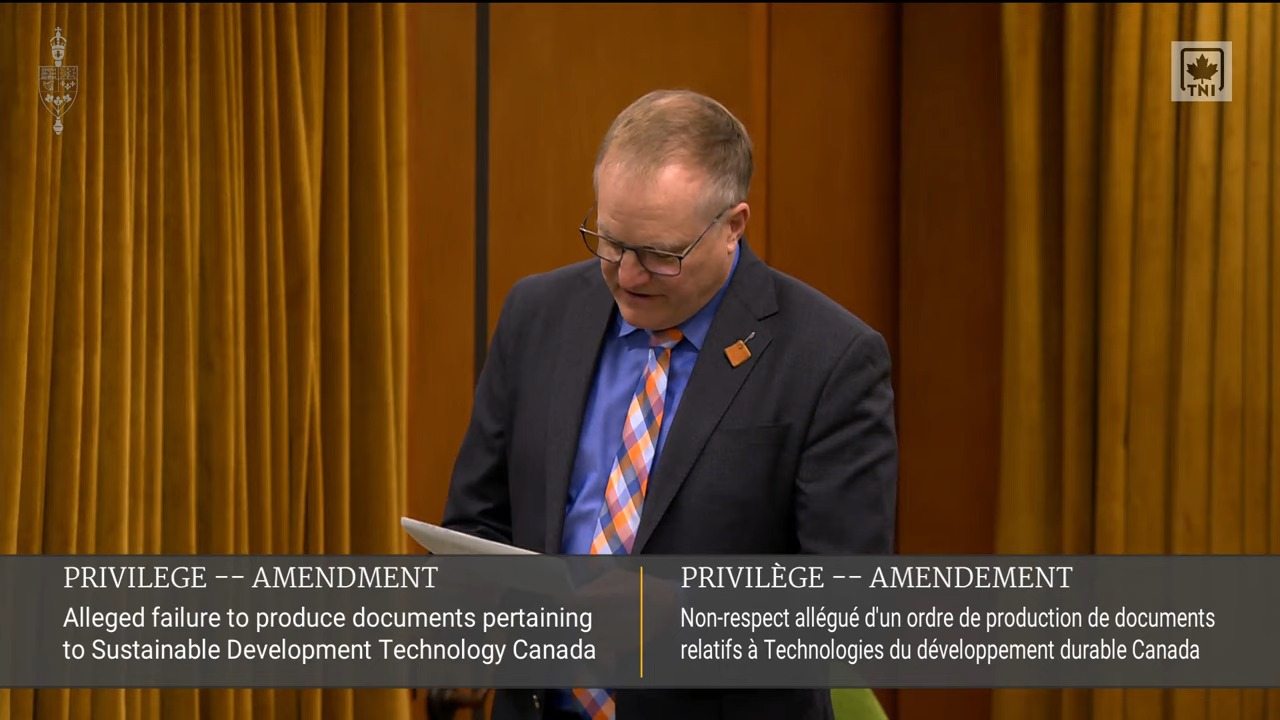 TNI
PRIVILEGE -- AMENDMENT
Alleged failure to produce documents pertaining
to Sustainable Development Technology Canada
PRIVILÈGE -- AMENDEMENT
Non-respect allégué d'un ordre de production de documents
relatifs à Technologies du développement durable Canada